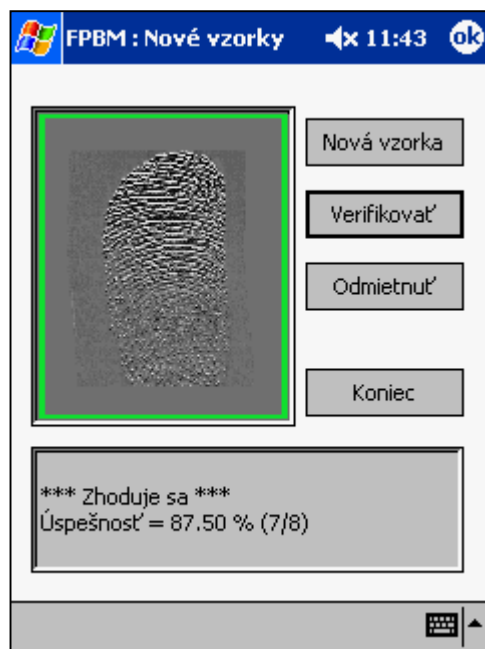 FPBM : Nové vzorky 11:43 ok
Nová vzorka
Verifikovať
Odmietnuť
Koniec
*** Zhoduje sa ***
Úspešnosť = 87.50 % (7/8)